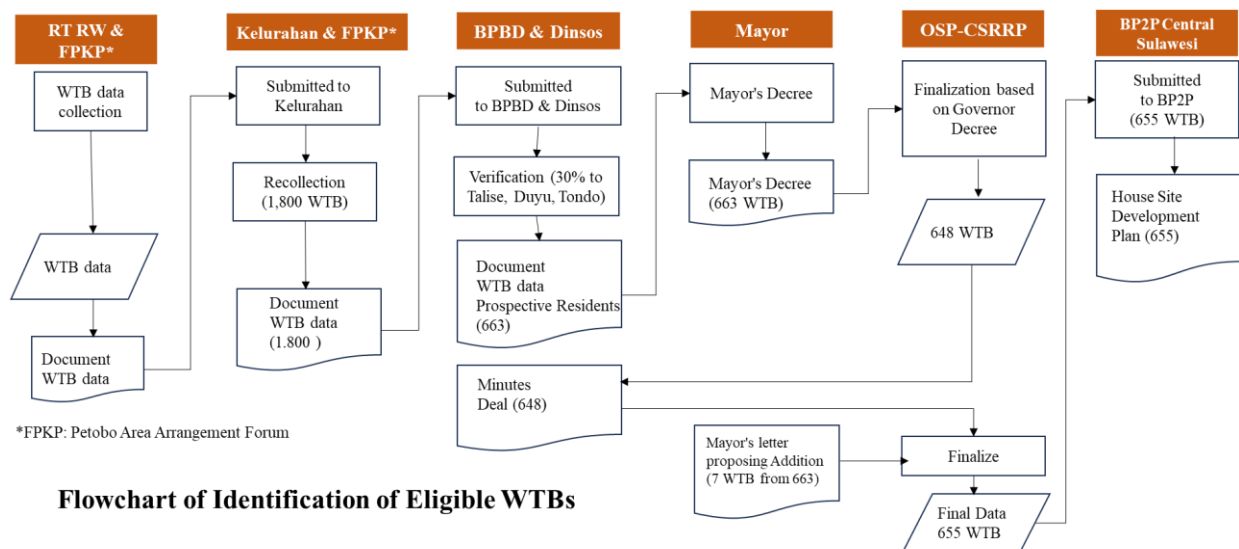 RT RW &
FPKP*
WTB data
collection
WTB data
Document
WTB data
*FPKP: Petobo Area Arrangement Forum
Kelurahan & FPKP*
Submitted to
Kelurahan
Recollection
(1,800 WTB)
Document
WTB data
(1.800 )
BPBD & Dinsos
Submitted
to BPBD & Dinsos
Verification (30% to
Talise, Duyu, Tondo)
Document
WTB data
Prospective Residents
(663)
Minutes
Deal (648)
Mayor
Mayor's Decree
Mayor's Decree
(663 WTB)
Mayor's letter
proposing Addition
(7 WTB from 663)
OSP-CSRRP
Finalization based
on Governor
Decree
648 WTB
Finalize
Final Data
655 WTB
BP2P Central
Sulawesi
Submitted
to BP2P
(655 WTB)
House Site
Development
Plan (655)
Flowchart of Identification of Eligible WTBs